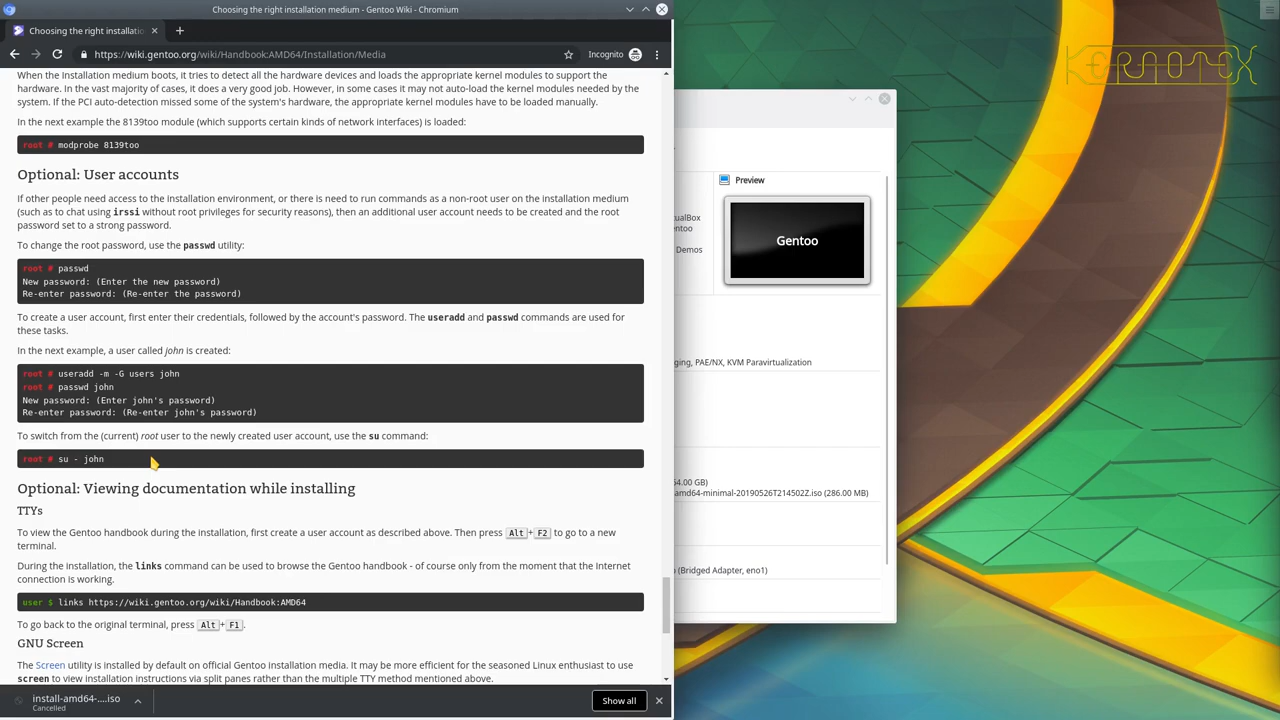 Choosing the right installation medium - Gentoo Wiki - Chromium
Choosing the right installatio
https://wiki.gentoo.org/wiki/Handbook:AMD64/Installation/Media
Incognito
When the installation medium boots, it tries to detect all the hardware devices and loads the appropriate kernel modules to support the
hardware. In the vast majority of cases, it does a very good job. However, in some cases it may not auto-load the kernel modules needed by the
system. If the PCI auto-detection missed some of the system's hardware, the appropriate kernel modules have to be loaded manually.
In the next example the 8139too module (which supports certain kinds of network interfaces) is loaded:
root # modprobe 8139too
Optional: User accounts
If other people need access to the installation environment, or there is need to run commands as a non-root user on the installation medium
(such as to chat using irssi without root privileges for security reasons), then an additional user account needs to be created and the root
password set to a strong password.
To change the root password, use the passwd utility:
root # passwd
New password: (Enter the new password)
Re-enter password: (Re-enter the password)
To create a user account, first enter their credentials, followed by the account's password. The useradd and passwd commands are used for
these tasks.
In the next example, a user called john is created:
root # useradd -m -G users john
root # passwd john
New password: (Enter john's password)
Re-enter password: (Re-enter john's password)
To switch from the (current) root user to the newly created user account, use the su command:
root # su - john
Optional: Viewing documentation while installing
TTYs
To view the Gentoo handbook during the installation, first create a user account as described above. Then press Alt+F2 to go to a new
terminal.
During the installation, the links command can be used to browse the Gentoo handbook - of course only from the moment that the Internet
connection is working.
user $ links https://wiki.gentoo.org/wiki/Handbook:AMD64
To go back to the original terminal, press Alt+F1.
GNU Screen
The Screen utility is installed by default on official Gentoo installation media. It may be more efficient for the seasoned Linux enthusiast to use
screen to view installation instructions via split panes rather than the multiple TTY method mentioned above.
install-amd64-....iso
Cancelled
Show all
Preview
Gentoo
tualBox
entoo
Demos
ging, PAE/NX, KVM Paravirtualization
64.00 GB)
amd64-minimal-20190526T214502Z.iso (286.00 MB)
o (Bridged Adapter, eno1)
KERNOTEX